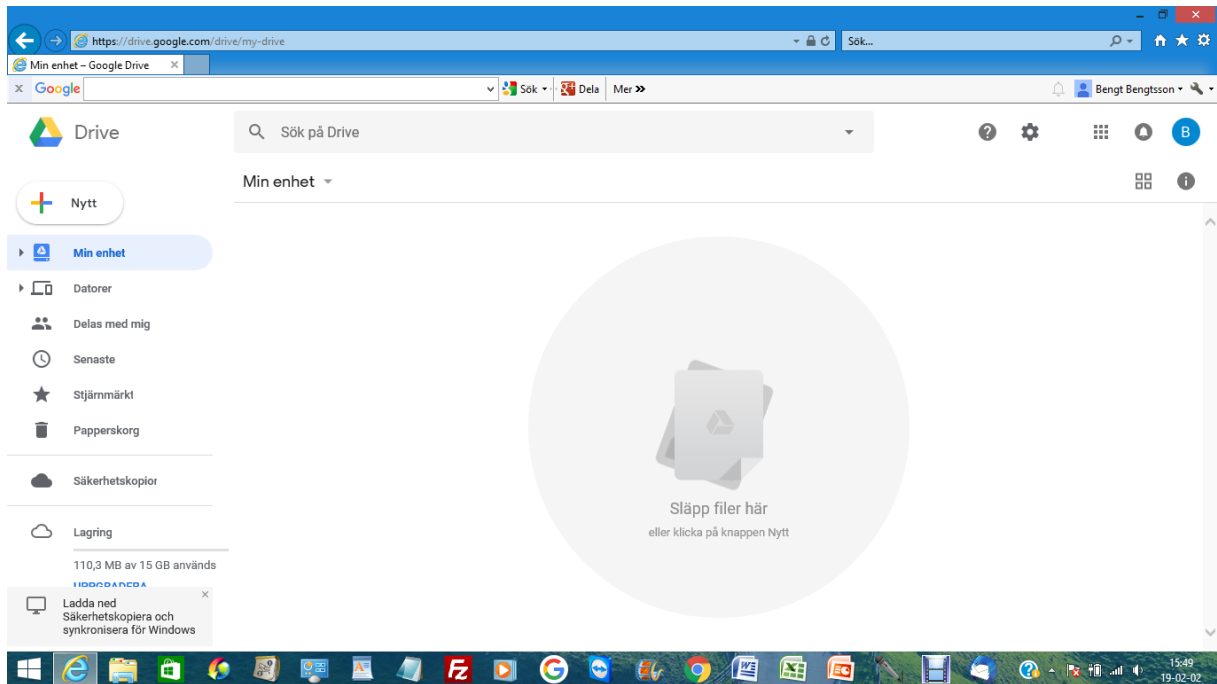 https://drive.google.com/drive/my-drive
Sök...
Min enhet – Google Drive
x Google
Sök
Dela
Mer »
Bengt Bengtsson
Drive
Sök på Drive
B
Min enhet
Nytt
Min enhet
Datorer
Delas med mig
Senaste
Stjärnmärkt
Papperskorg
Säkerhetskopior
Lagring
110,3 MB av 15 GB används
UPPGRADERA
Ladda ned
Säkerhetskopiera och
synkronisera för Windows
Släpp filer här
eller klicka på knappen Nytt
15:49
19-02-02